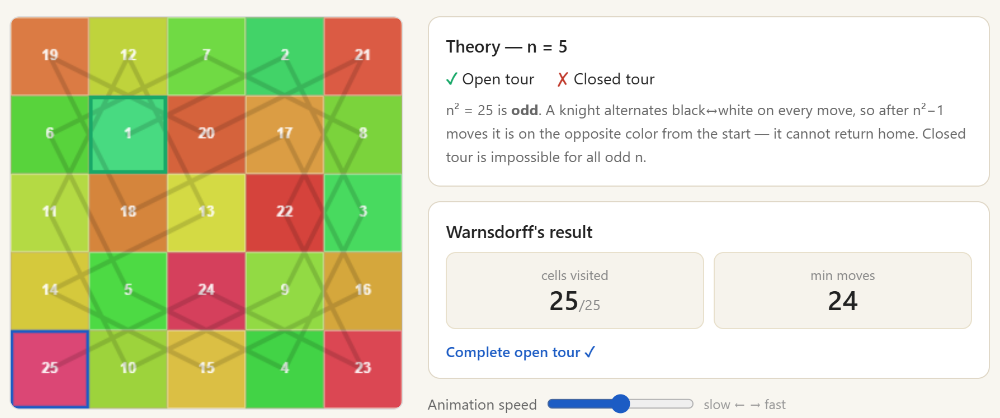 19 12 7 2 21
6 1 20 17 8
11 18 13 22 3
14 5 24 9 16
25 10 15 4 23
Theory — n = 5
✓ Open tour ✗ Closed tour
n² = 25 is odd. A knight alternates black↔white on every move, so after n²−1
moves it is on the opposite color from the start — it cannot return home. Closed
tour is impossible for all odd n.
Warnsdorff's result
cells visited
25/25
min moves
24
Complete open tour ✓
Animation speed slow ← → fast